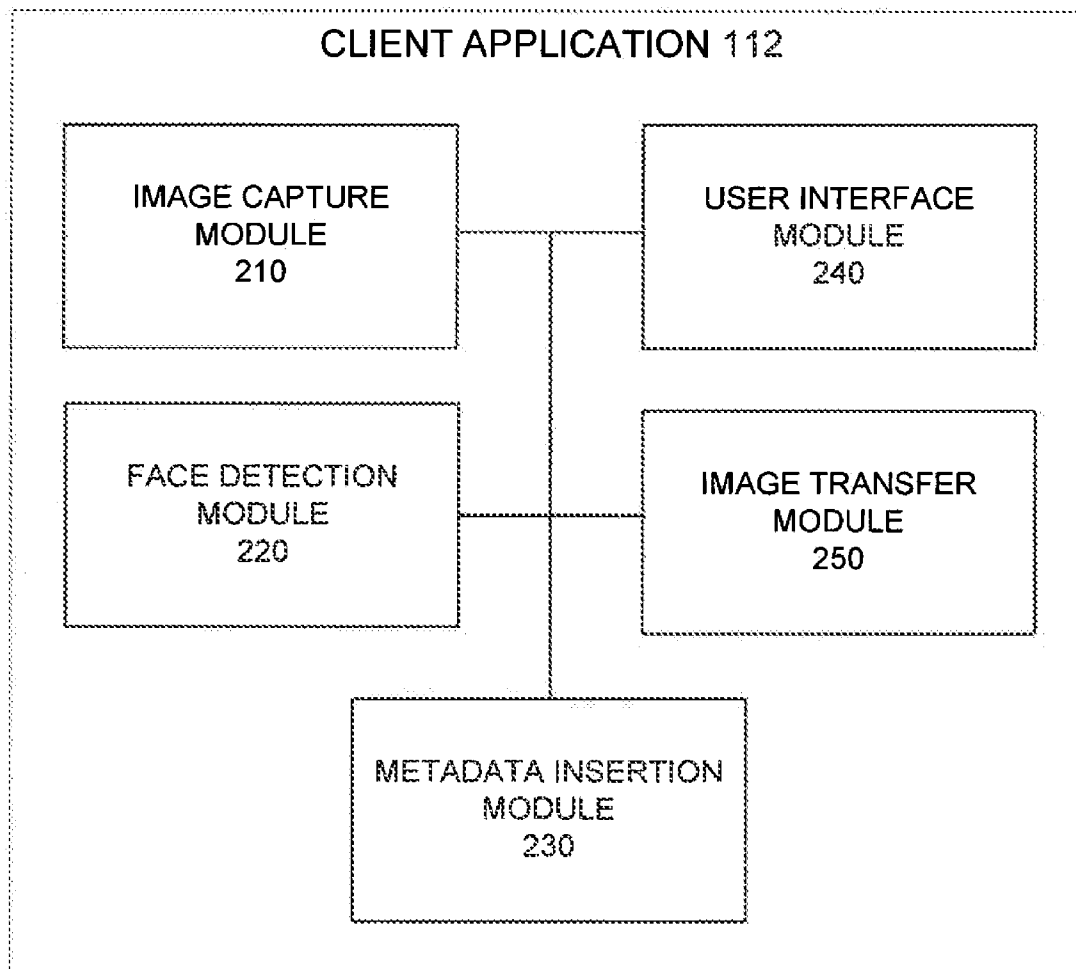 CLIENT APPLICATION 112
IMAGE CAPTURE
MODULE
210
USER INTERFACE
MODULE
240
FACE DETECTION
MODULE
220
IMAGE TRANSFER
MODULE
250
METADATA INSERTION
MODULE
230